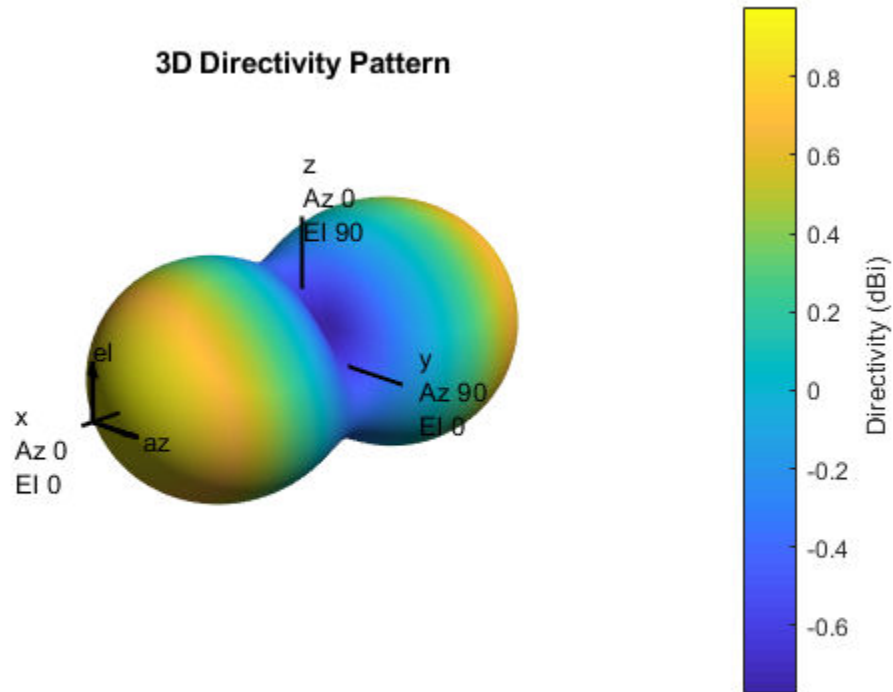 3D Directivity Pattern
z
Az 0
El 90
el
az
x
Az 0
El 0
y
Az 90
El 0
0.8
0.6
0.4
0.2
0
-0.2
-0.4
-0.6
Directivity (dBi)